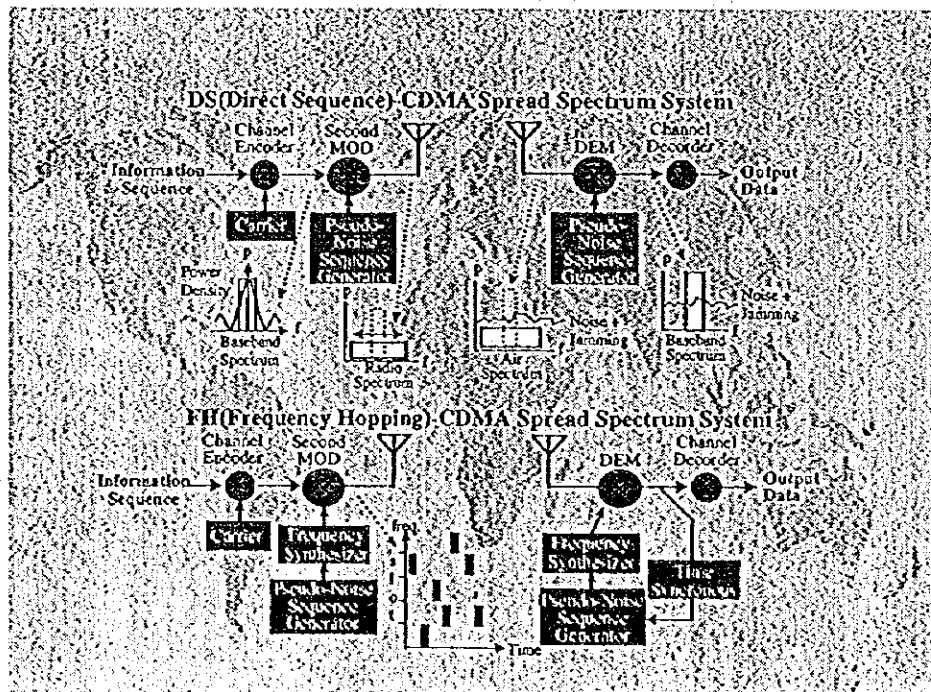 DS(Direct Sequence)-CDMA Spread Spectrum System
Channel
Encoder
Second
MOD
DEM
Channel
Decorder
Information
Sequence
Output
Data
Carrier
Pseudo-
Noise
Sequence
Generator
Pseudo-
Noise
Sequence
Generator
P
Power
Density
f
Baseband
Spectrum
P
f
Radio
Spectrum
P
Noise +
Jamming
f
Air
Spectrum
P
Noise +
Jamming
f
Baseband
Spectrum
FH(Frequency Hopping)-CDMA Spread Spectrum System
Channel
Encoder
Second
MOD
DEM
Channel
Decorder
Information
Sequence
Output
Data
Carrier
Frequency
Synthesizer
Pseudo-Noise
Sequence
Generator
freq.
Time
Frequency
Synthesizer
Pseudo-Noise
Sequence
Generator
Time
Syncronous